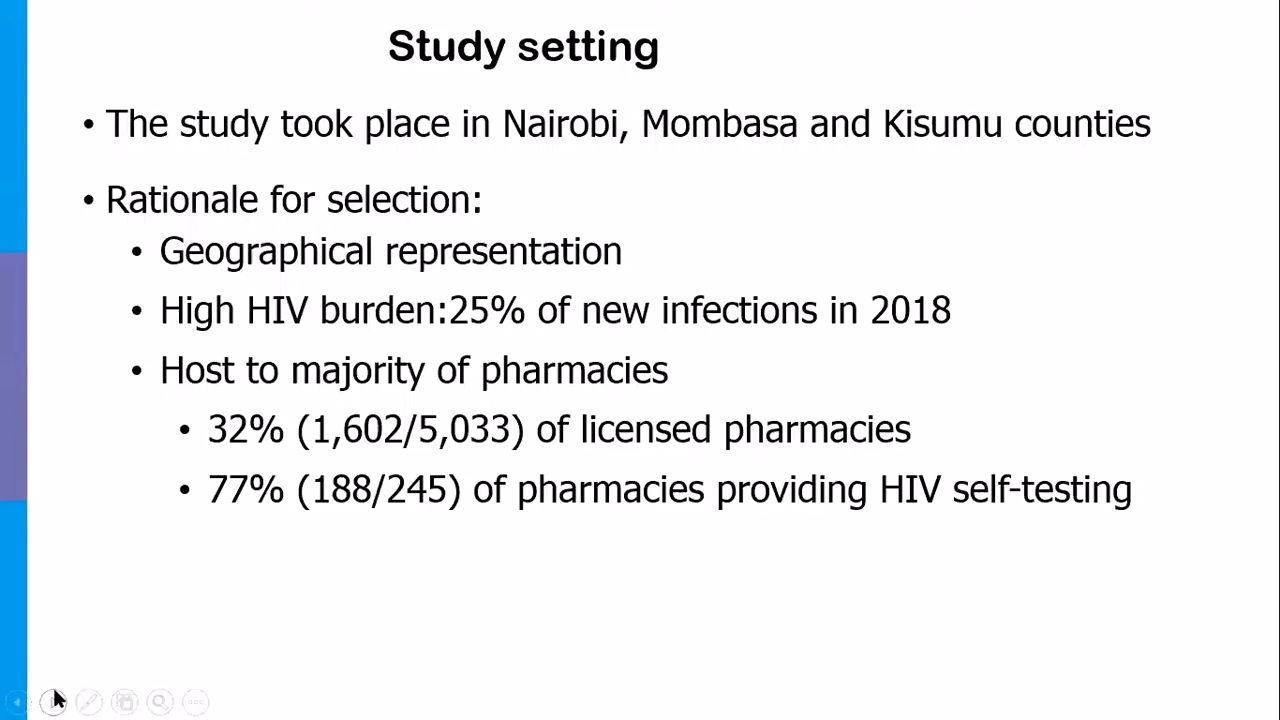 Study setting
• The study took place in Nairobi, Mombasa and Kisumu counties
• Rationale for selection:
• Geographical representation
• High HIV burden:25% of new infections in 2018
• Host to majority of pharmacies
• 32% (1,602/5,033) of licensed pharmacies
• 77% (188/245) of pharmacies providing HIV self-testing